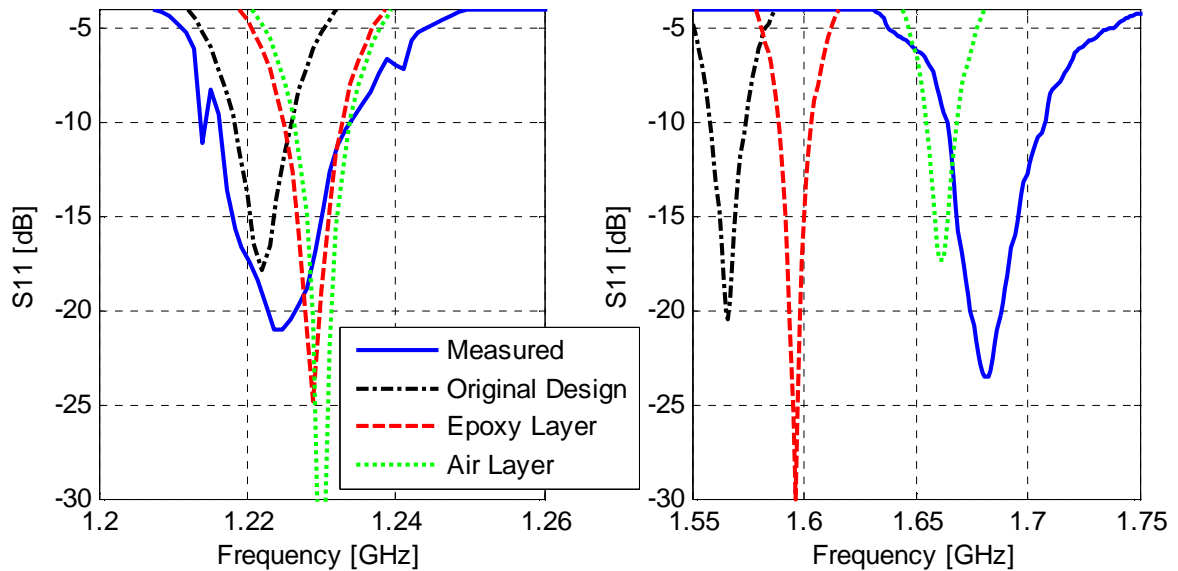 S11 [dB]
-5
-10
-15
-20
-25
-30
1.2
1.22
1.24
1.26
Frequency [GHz]
Measured
Original Design
Epoxy Layer
Air Layer
S11 [dB]
-5
-10
-15
-20
-25
-30
1.55
1.6
1.65
1.7
1.75
Frequency [GHz]